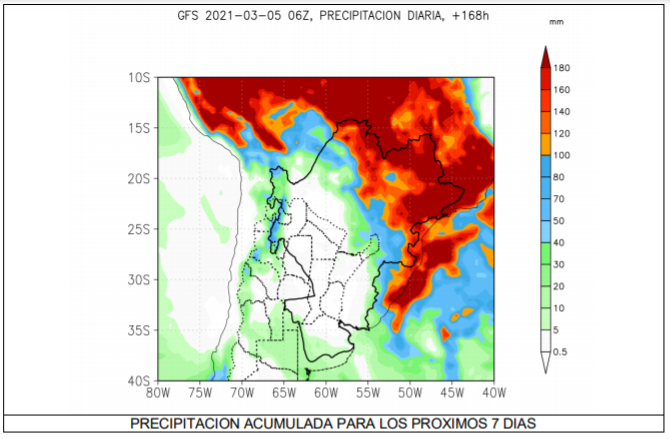 GFS 2021-03-05 06Z, PRECIPITACION DIARIA, +168h
mm
180
160
140
120
100
80
70
50
40
30
20
10
5
0.5
10S
15S
20S
25S
30S
35S
40S
80W 75W 70W 65W 60W 55W 50W 45W 40W
PRECIPITACION ACUMULADA PARA LOS PROXIMOS 7 DIAS